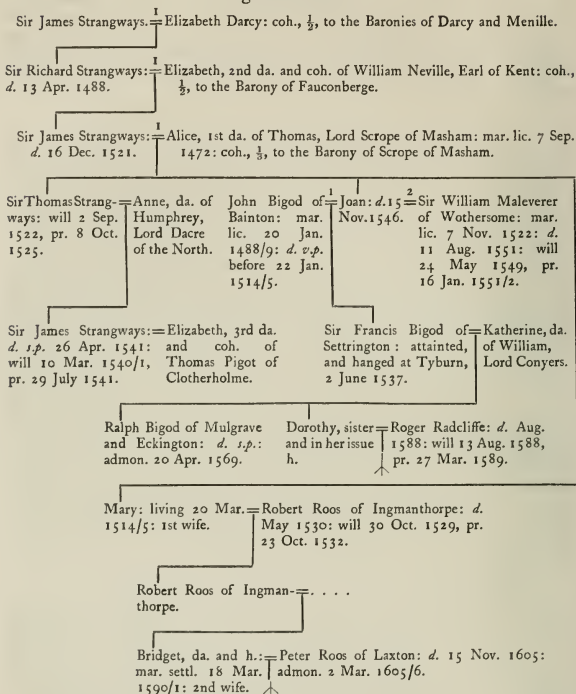 I
Sir James Strangways.=Elizabeth Darcy: coh., ½, to the Baronies of Darcy and Menille.
I
Sir Richard Strangways:=Elizabeth, 2nd da. and coh. of William Neville, Earl of Kent: coh.,
d. 13 Apr. 1488. ½, to the Barony of Fauconberge.
I
Sir James Strangways:=Alice, 1st da. of Thomas, Lord Scrope of Masham: mar. lic. 7 Sep.
d. 16 Dec. 1521. 1472: coh., ⅓, to the Barony of Scrope of Masham.
Sir Thomas Strang-=Anne, da. of
ways: will 2 Sep. Humphrey,
1522, pr. 8 Oct. Lord Dacre
1525. of the North.
John Bigod of=1 Joan: d. 15 2=Sir William Maleverer
Bainton: mar. Nov. 1546. of Wothersome: mar.
lic. 20 Jan. lic. 7 Nov. 1522: d.
1488/9: d. v.p. 11 Aug. 1551: will
before 22 Jan. 24 May 1549, pr.
1514/5. 16 Jan. 1551/2.
Sir James Strangways:=Elizabeth, 3rd da.
d. s.p. 26 Apr. 1541: and coh. of
will 10 Mar. 1540/1, Thomas Pigot of
pr. 29 July 1541. Clotherholme.
Sir Francis Bigod of=Katherine, da.
Settrington: attainted, of William,
and hanged at Tyburn, Lord Conyers.
2 June 1537.
Ralph Bigod of Mulgrave
and Eckington: d. s.p.:
admon. 20 Apr. 1569.
Dorothy, sister=Roger Radcliffe: d. Aug.
and in her issue 1588: will 13 Aug. 1588,
h. pr. 27 Mar. 1589.
Mary: living 20 Mar.=Robert Roos of Ingmanthorpe: d.
1514/5: 1st wife. May 1530: will 30 Oct. 1529, pr.
23 Oct. 1532.
Robert Roos of Ingman-=. . . .
thorpe.
Bridget, da. and h.:=Peter Roos of Laxton: d. 15 Nov. 1605:
mar. settl. 18 Mar. admon. 2 Mar. 1605/6.
1590/1: 2nd wife.